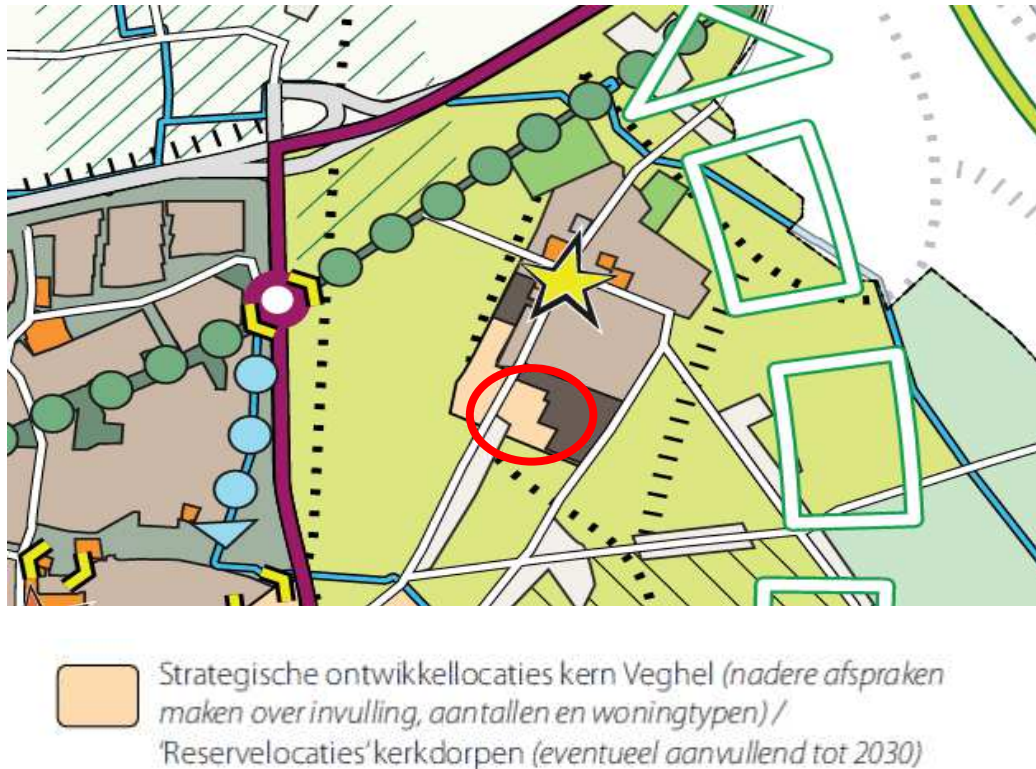 Strategische ontwikkellocaties kern Veghel (nadere afspraken
maken over invulling, aantallen en woningtypen) /
'Reservelocaties' kerkdorpen (eventueel aanvullend tot 2030)